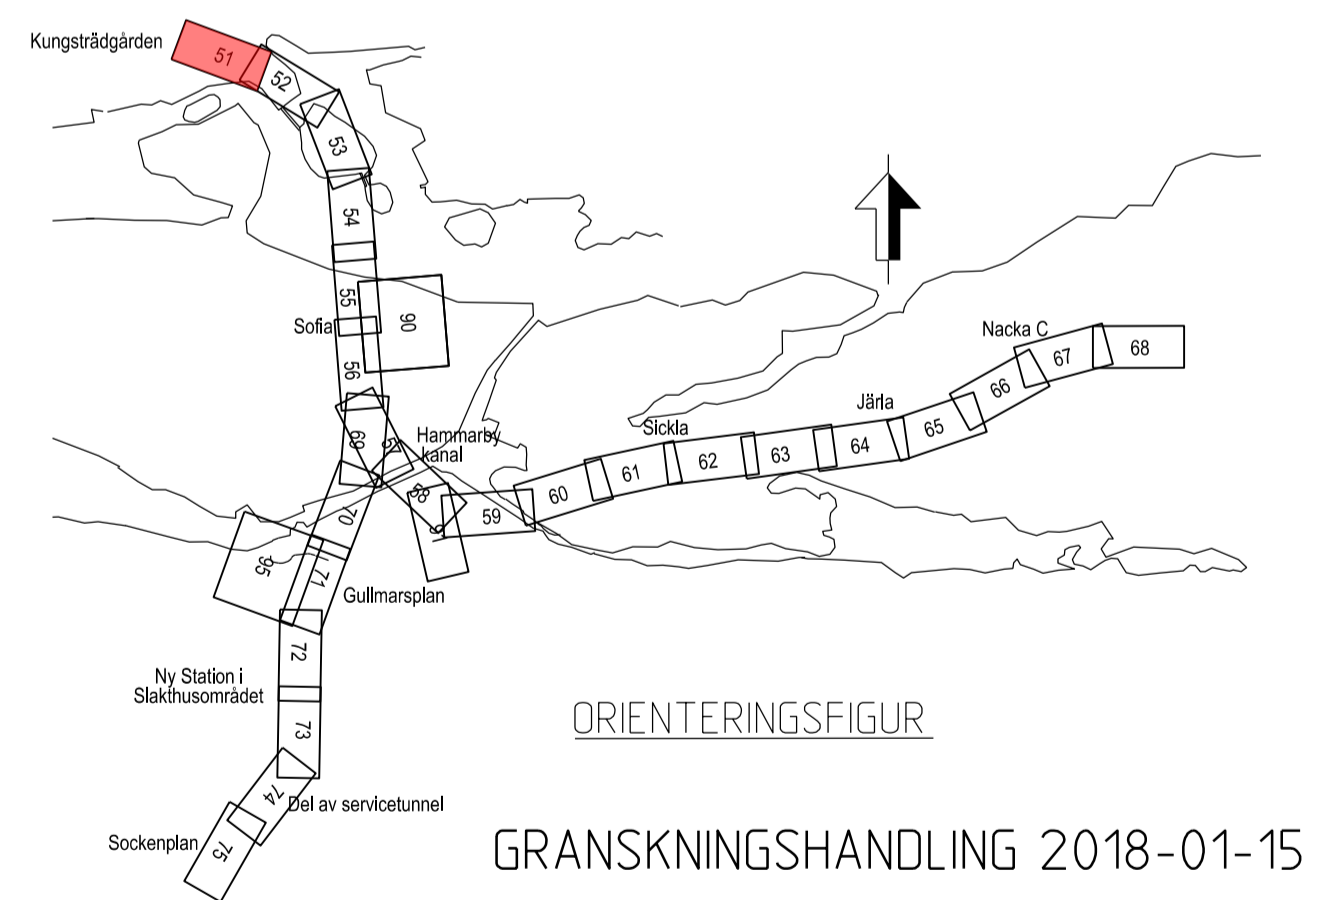 Kungsträdgården
51
52
53
54
55
90
Sofia
56
Nacka C
67
68
66
Järla
65
64
Sickla
63
62
61
60
59
Hammarby
kanal
57
58
69
70
95
71
Gullmarsplan
72
Ny Station i
Slakthusområdet
73
74
Del av servicetunnel
Sockenplan
75
ORIENTERINGSFIGUR
GRANSKNINGSHANDLING 2018-01-15